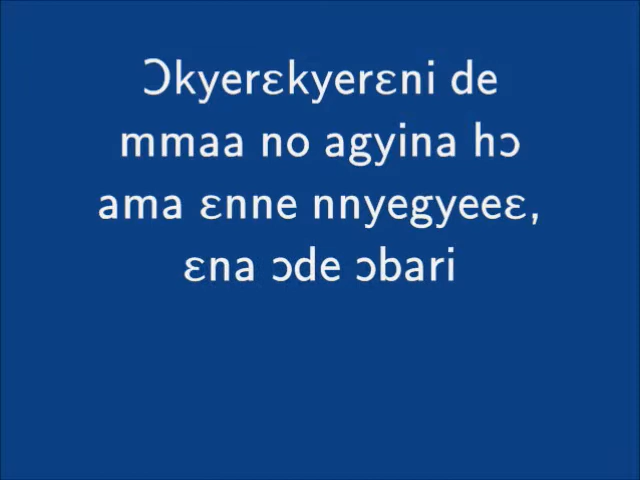 Ɔkyerɛkyerɛni de
mmaa no agyina hɔ
ama ɛnne nnyegyeeɛ,
ɛna ɔde ɔbari